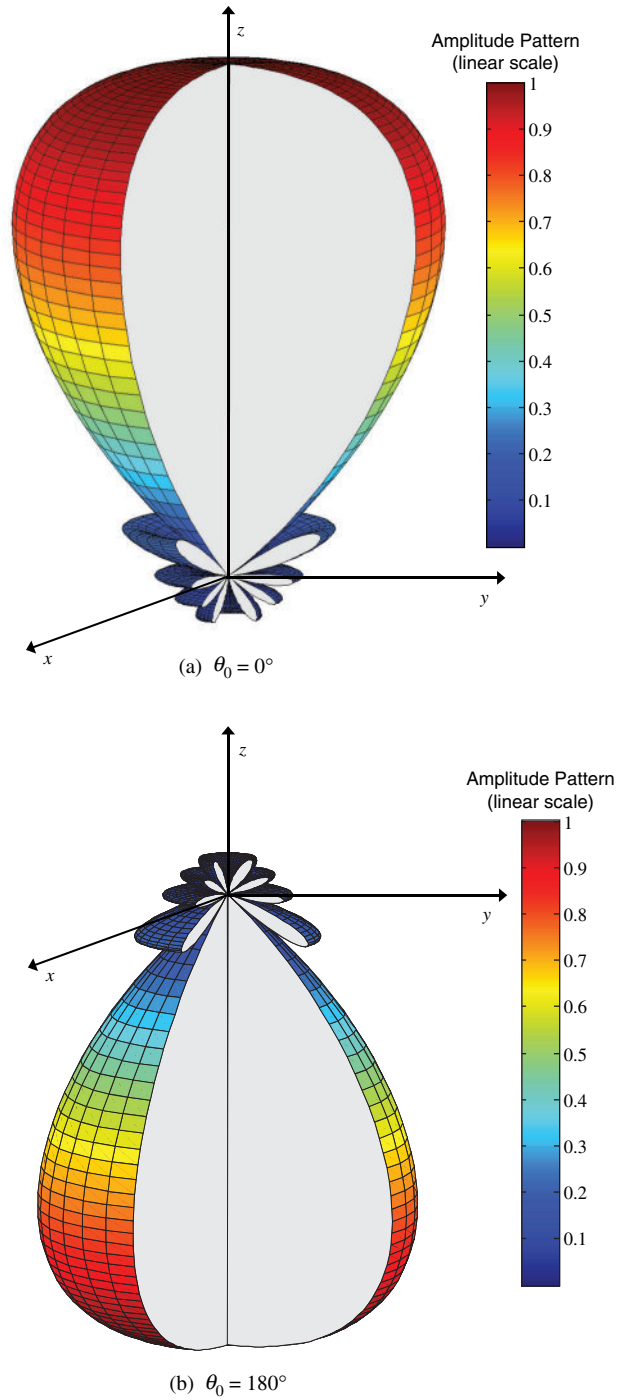 z
Amplitude Pattern
(linear scale)
1
0.9
0.8
0.7
0.6
0.5
0.4
0.3
0.2
0.1
y
x
(a) θ₀ = 0°
z
Amplitude Pattern
(linear scale)
1
0.9
0.8
0.7
0.6
0.5
0.4
0.3
0.2
0.1
y
x
(b) θ₀ = 180°